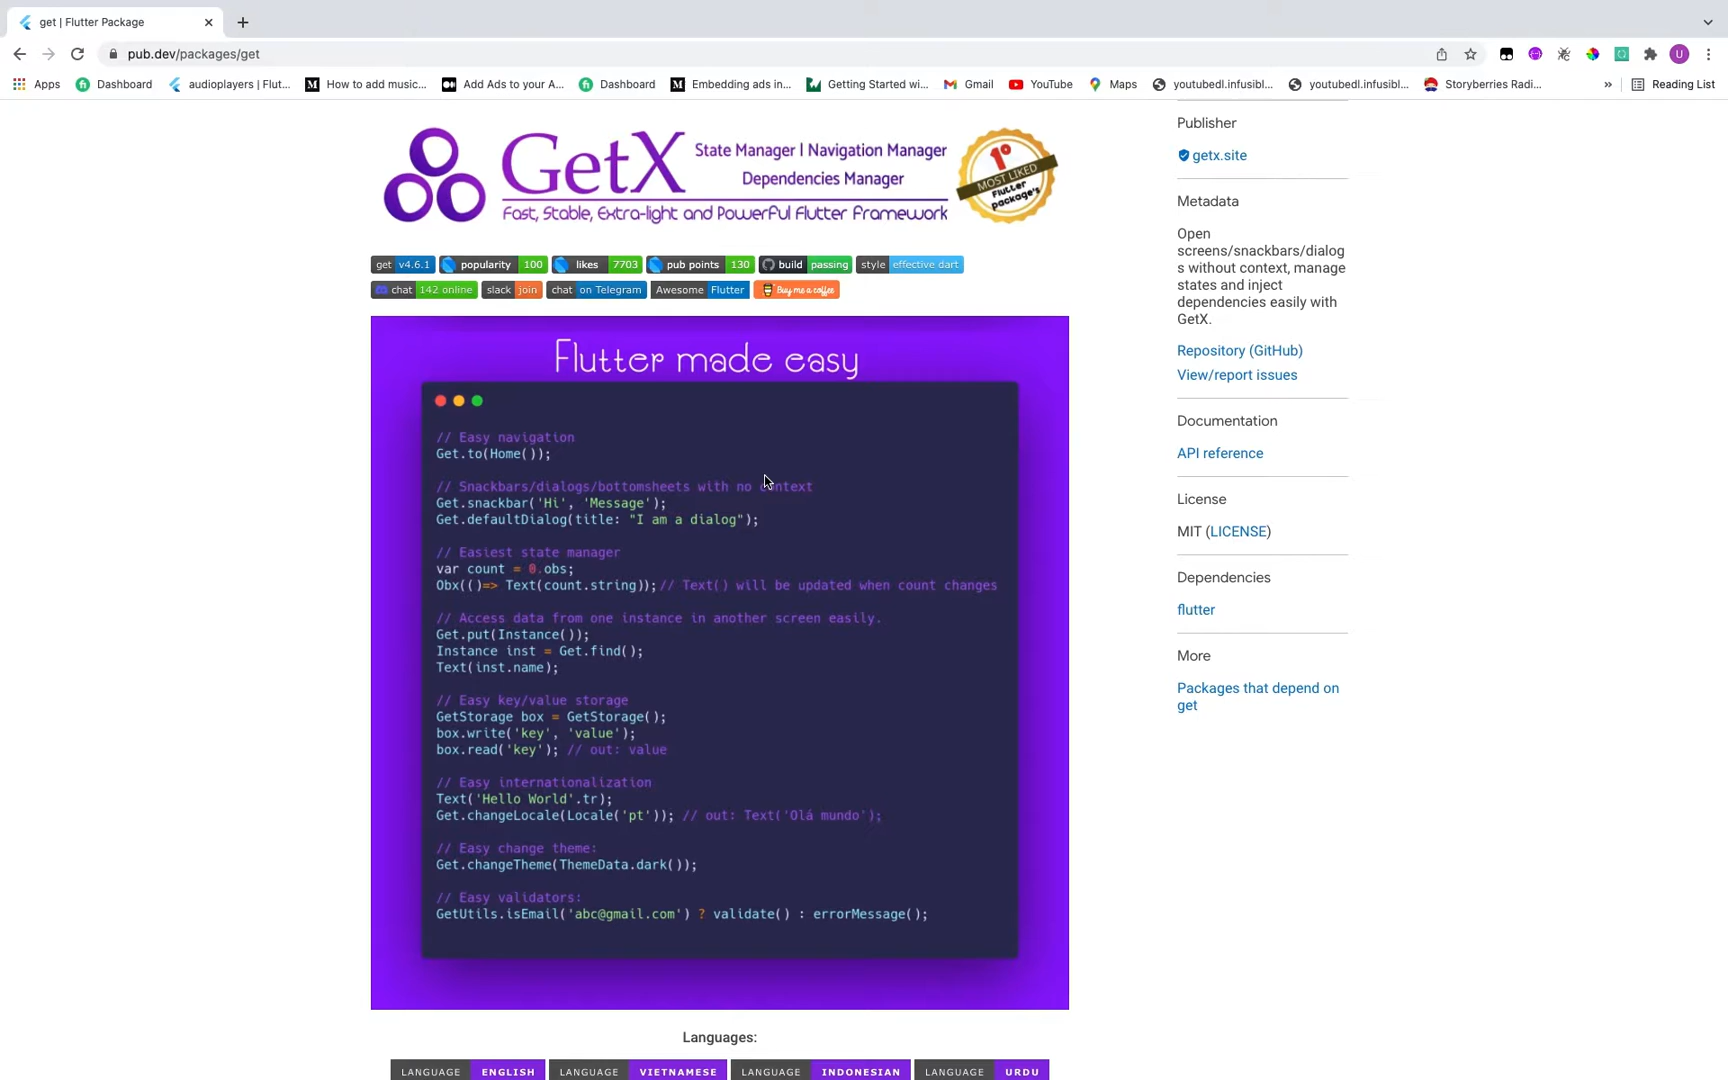 get | Flutter Package
pub.dev/packages/get
U
Apps
Dashboard
audioplayers | Flut...
How to add music...
Add Ads to your A...
Dashboard
Embedding ads in...
Getting Started wi...
Gmail
YouTube
Maps
youtubedl.infusibl...
youtubedl.infusibl...
Storyberries Radi...
»
Reading List
GetX
State Manager | Navigation Manager
Dependencies Manager
Fast, Stable, Extra-light and Powerful Flutter Framework
1º
MOST LIKED
Flutter
package's
get v4.6.1
popularity 100
likes 7703
pub points 130
build passing
style effective dart
chat 142 online
slack join
chat on Telegram
Awesome Flutter
Buy me a coffee
Flutter made easy
// Easy navigation
Get.to(Home());
// Snackbars/dialogs/bottomsheets with no context
Get.snackbar('Hi', 'Message');
Get.defaultDialog(title: "I am a dialog");
// Easiest state manager
var count = 0.obs;
Obx(()=> Text(count.string));// Text() will be updated when count changes
// Access data from one instance in another screen easily.
Get.put(Instance());
Instance inst = Get.find();
Text(inst.name);
// Easy key/value storage
GetStorage box = GetStorage();
box.write('key', 'value');
box.read('key'); // out: value
// Easy internationalization
Text('Hello World'.tr);
Get.changeLocale(Locale('pt')); // out: Text('Olá mundo');
// Easy change theme:
Get.changeTheme(ThemeData.dark());
// Easy validators:
GetUtils.isEmail('abc@gmail.com') ? validate() : errorMessage();
Languages:
LANGUAGE ENGLISH
LANGUAGE VIETNAMESE
LANGUAGE INDONESIAN
LANGUAGE URDU
Publisher
getx.site
Metadata
Open
screens/snackbars/dialog
s without context, manage
states and inject
dependencies easily with
GetX.
Repository (GitHub)
View/report issues
Documentation
API reference
License
MIT (LICENSE)
Dependencies
flutter
More
Packages that depend on
get